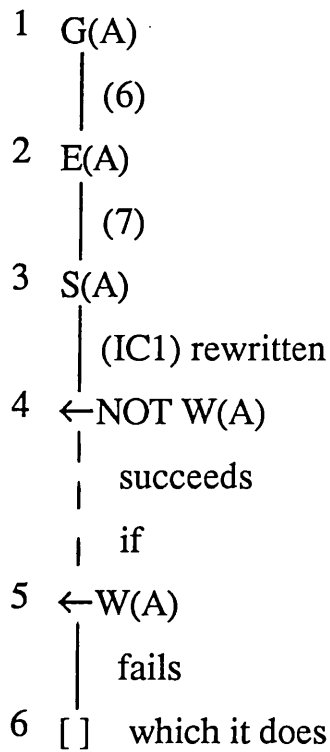 1 G(A)
(6)
2 E(A)
(7)
3 S(A)
(IC1) rewritten
4 ←NOT W(A)
succeeds
if
5 ←W(A)
fails
6 [ ] which it does